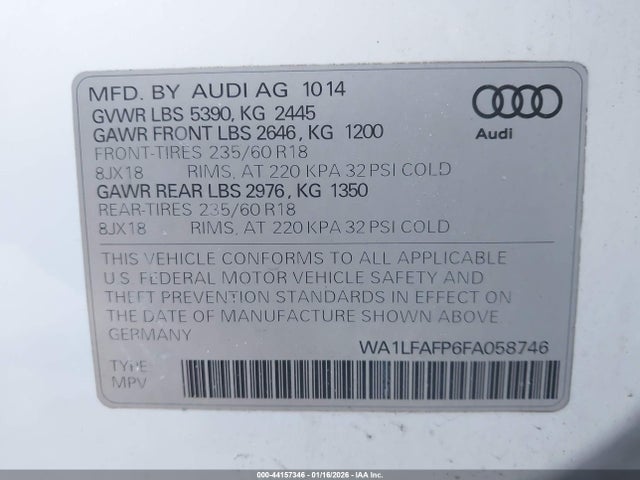 MFD. BY AUDI AG 1014
GVWR LBS 5390, KG 2445
GAWR FRONT LBS 2646, KG 1200
FRONT-TIRES 235/60 R18
8JX18 RIMS, AT 220 KPA 32 PSI COLD
GAWR REAR LBS 2976, KG 1350
REAR-TIRES 235/60 R18
8JX18 RIMS, AT 220 KPA 32 PSI COLD
Audi
THIS VEHICLE CONFORMS TO ALL APPLICABLE
U.S. FEDERAL MOTOR VEHICLE SAFETY AND
THEFT PREVENTION STANDARDS IN EFFECT ON
THE DATE OF MANUFACTURE SHOWN ABOVE
GERMANY
WA1LFAFP6FA058746
TYPE:
MPV
000-44157346 - 01/16/2026 - IAAI.com